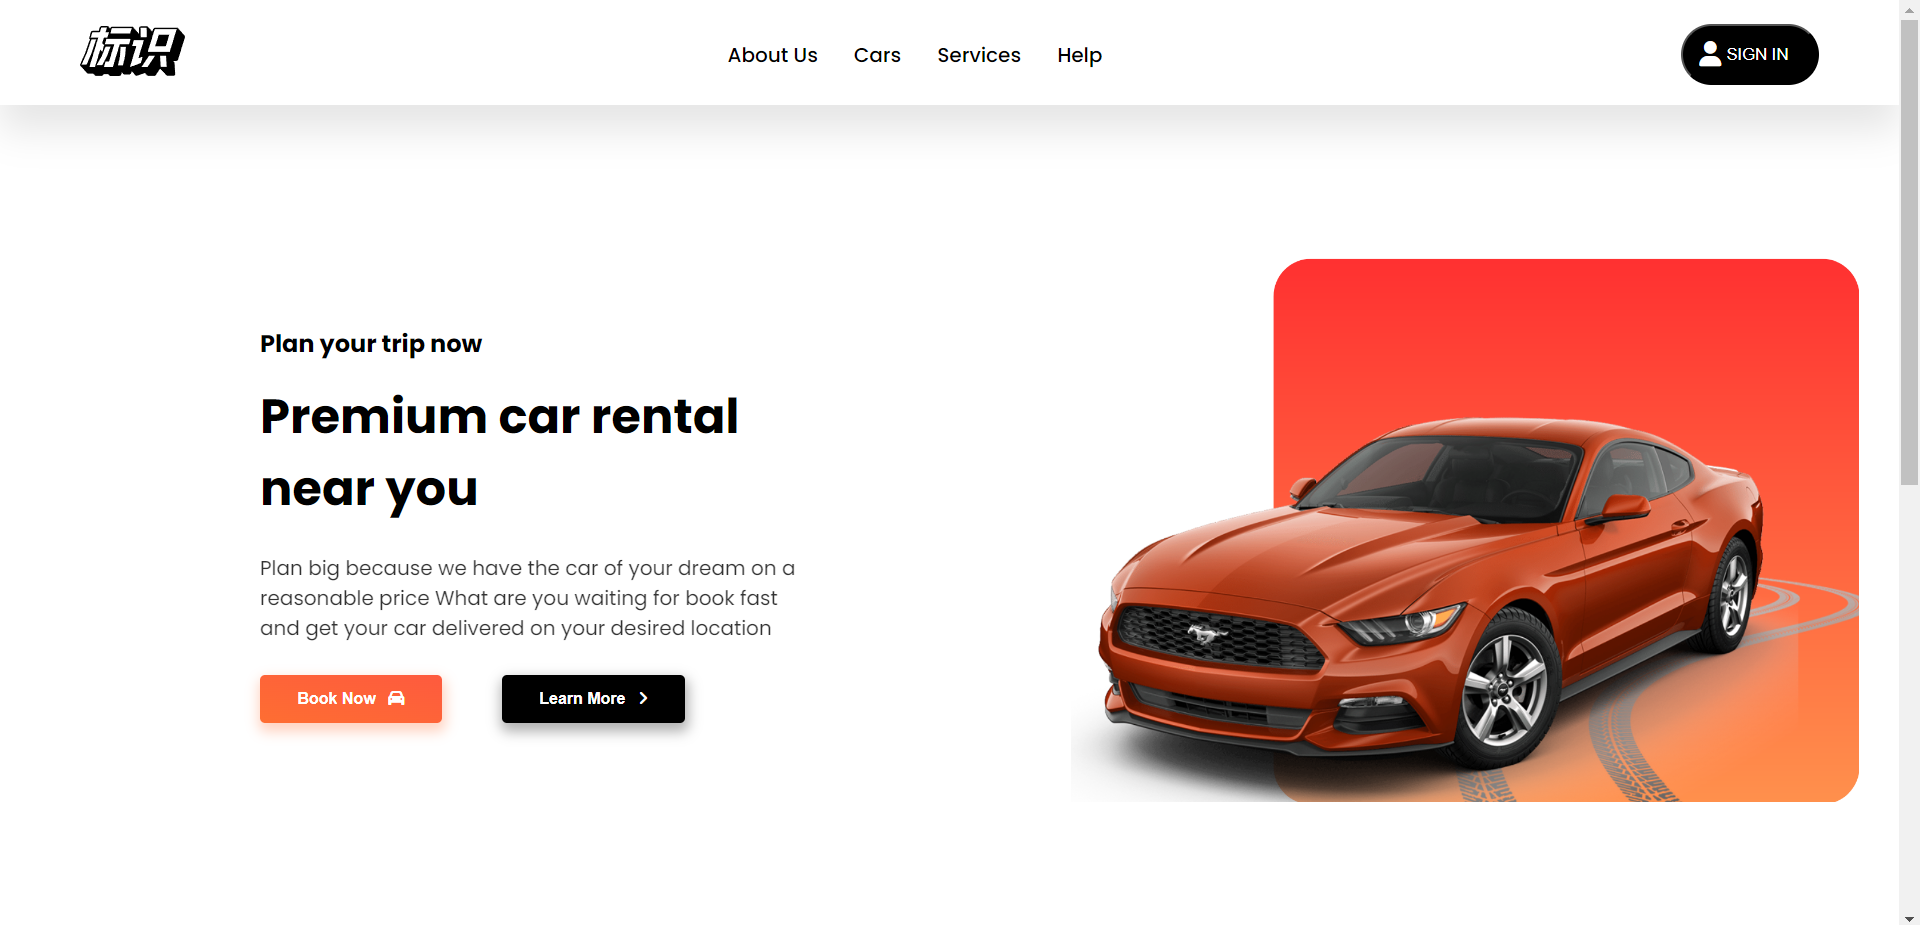 标识
About Us
Cars
Services
Help
SIGN IN
Plan your trip now
Premium car rental
near you
Plan big because we have the car of your dream on a
reasonable price What are you waiting for book fast
and get your car delivered on your desired location
Book Now
Learn More